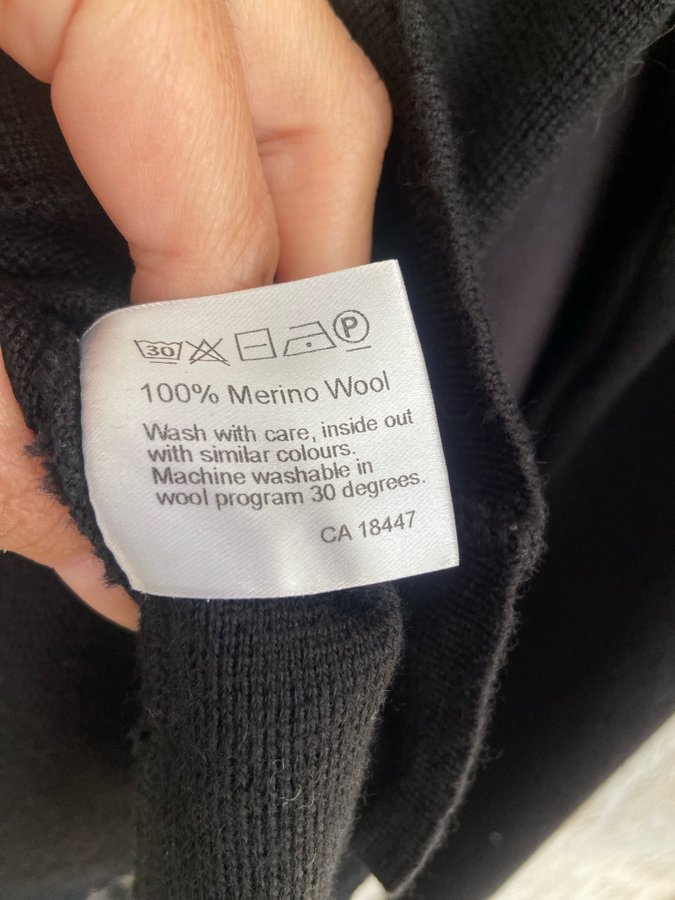 30 P
100% Merino Wool
Wash with care, inside out
with similar colours.
Machine washable in
wool program 30 degrees.
CA 18447